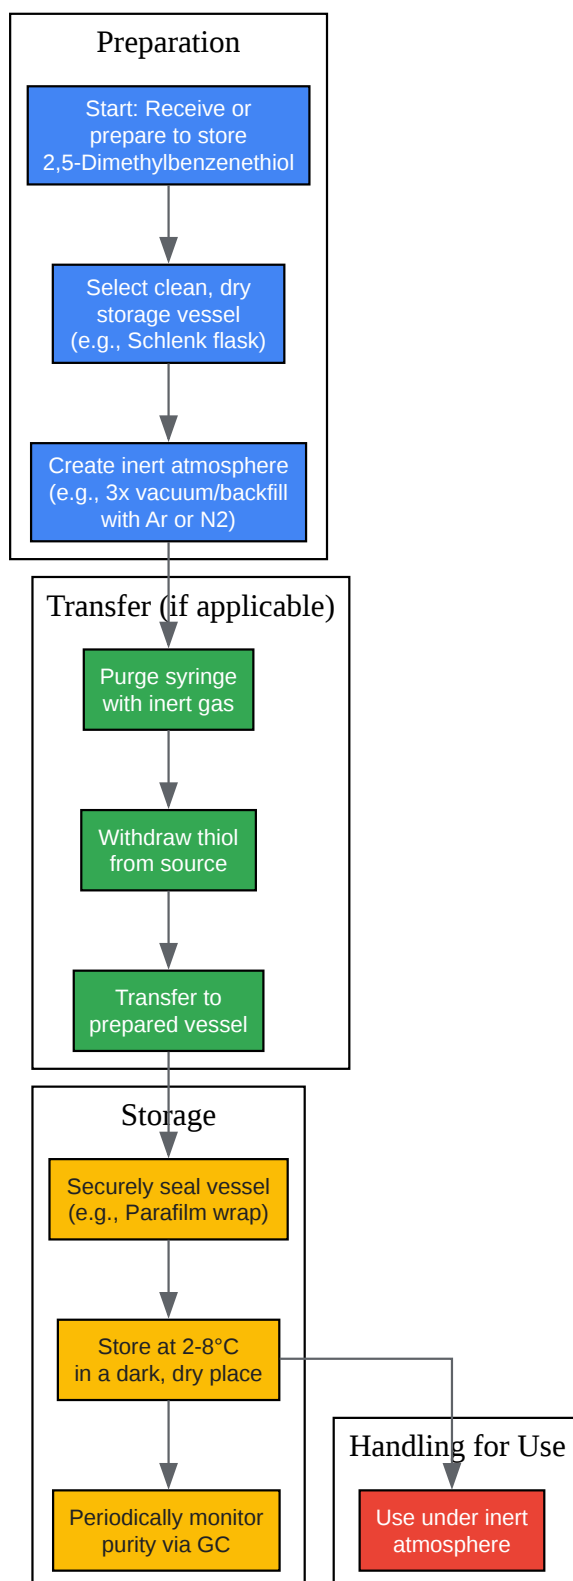 Preparation
Start: Receive or
prepare to store
2,5-Dimethylbenzenethiol
Select clean, dry
storage vessel
(e.g., Schlenk flask)
Create inert atmosphere
(e.g., 3x vacuum/backfill
with Ar or N2)
Transfer (if applicable)
Purge syringe
with inert gas
Withdraw thiol
from source
Transfer to
prepared vessel
Storage
Securely seal vessel
(e.g., Parafilm wrap)
Store at 2-8°C
in a dark, dry place
Periodically monitor
purity via GC
Handling for Use
Use under inert
atmosphere